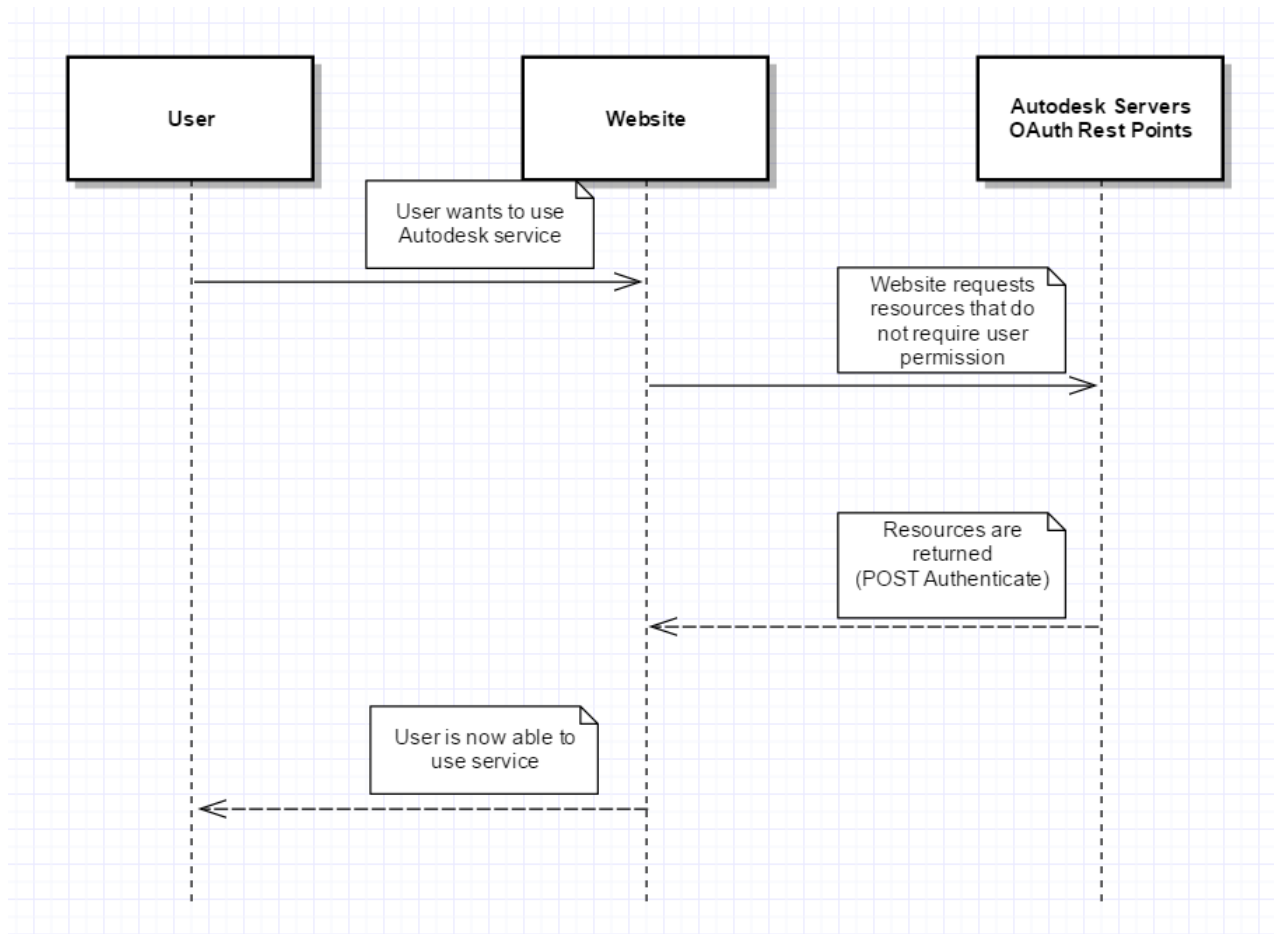 User
Website
Autodesk Servers
OAuth Rest Points
User wants to use
Autodesk service
Website requests
resources that do
not require user
permission
Resources are
returned
(POST Authenticate)
User is now able to
use service